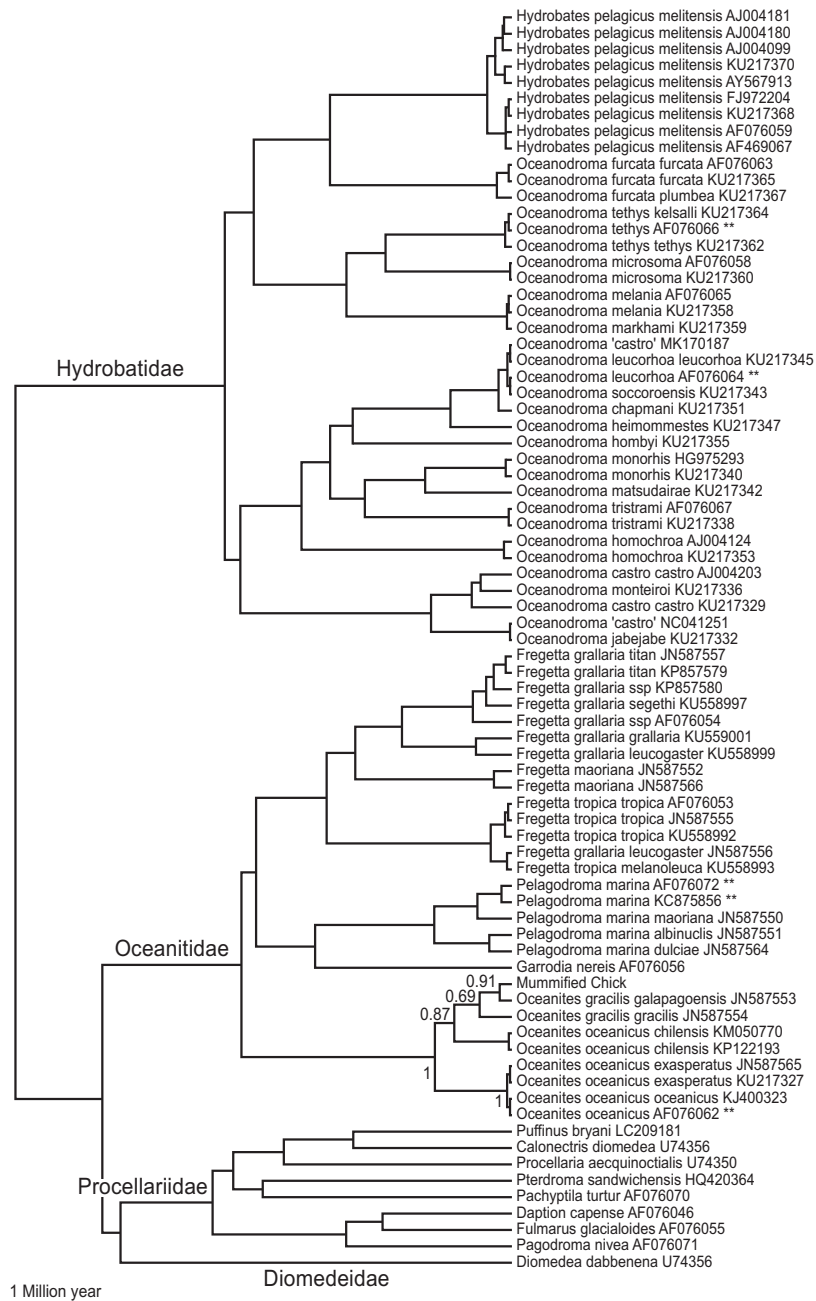 Hydrobates pelagicus melitensis AJ004181
Hydrobates pelagicus melitensis AJ004180
Hydrobates pelagicus melitensis AJ004099
Hydrobates pelagicus melitensis KU217370
Hydrobates pelagicus melitensis AY567913
Hydrobates pelagicus melitensis FJ972204
Hydrobates pelagicus melitensis KU217368
Hydrobates pelagicus melitensis AF076059
Hydrobates pelagicus melitensis AF469067
Oceanodroma furcata furcata AF076063
Oceanodroma furcata furcata KU217365
Oceanodroma furcata plumbea KU217367
Oceanodroma tethys kelsalli KU217364
Oceanodroma tethys AF076066 **
Oceanodroma tethys tethys KU217362
Oceanodroma microsoma AF076058
Oceanodroma microsoma KU217360
Oceanodroma melania AF076065
Oceanodroma melania KU217358
Oceanodroma markhami KU217359
Oceanodroma 'castro' MK170187
Oceanodroma leucorhoa leucorhoa KU217345
Hydrobatidae
Oceanodroma leucorhoa AF076064 **
Oceanodroma soccoroensis KU217343
Oceanodroma chapmani KU217351
Oceanodroma heimommestes KU217347
Oceanodroma hombyi KU217355
Oceanodroma monorhis HG975293
Oceanodroma monorhis KU217340
Oceanodroma matsudairae KU217342
Oceanodroma tristrami AF076067
Oceanodroma tristrami KU217338
Oceanodroma homochroa AJ004124
Oceanodroma homochroa KU217353
Oceanodroma castro castro AJ004203
Oceanodroma monteiroi KU217336
Oceanodroma castro castro KU217329
Oceanodroma 'castro' NC041251
Oceanodroma jabejabe KU217332
Fregetta grallaria titan JN587557
Fregetta grallaria titan KP857579
Fregetta grallaria ssp KP857580
Fregetta grallaria segethi KU558997
Fregetta grallaria ssp AF076054
Fregetta grallaria grallaria KU559001
Fregetta grallaria leucogaster KU558999
Fregetta maoriana JN587552
Fregetta maoriana JN587566
Fregetta tropica tropica AF076053
Fregetta tropica tropica JN587555
Fregetta tropica tropica KU558992
Fregetta grallaria leucogaster JN587556
Fregetta tropica melanoleuca KU558993
Pelagodroma marina AF076072 **
Pelagodroma marina KC875856 **
Pelagodroma marina maoriana JN587550
Pelagodroma marina albinuclis JN587551
Oceanitidae
Pelagodroma marina dulciae JN587564
Garrodia nereis AF076056
0.91
Mummified Chick
0.69
Oceanites gracilis galapagoensis JN587553
0.87
Oceanites gracilis gracilis JN587554
Oceanites oceanicus chilensis KM050770
Oceanites oceanicus chilensis KP122193
Oceanites oceanicus exasperatus JN587565
1
Oceanites oceanicus exasperatus KU217327
1
Oceanites oceanicus oceanicus KJ400323
Oceanites oceanicus AF076062 **
Puffinus bryani LC209181
Calonectris diomedea U74356
Procellaria aecquinoctialis U74350
Procellariidae
Pterdroma sandwichensis HQ420364
Pachyptila turtur AF076070
Daption capense AF076046
Fulmarus glacialoides AF076055
Pagodroma nivea AF076071
Diomedea dabbenena U74356
Diomedeidae
1 Million year